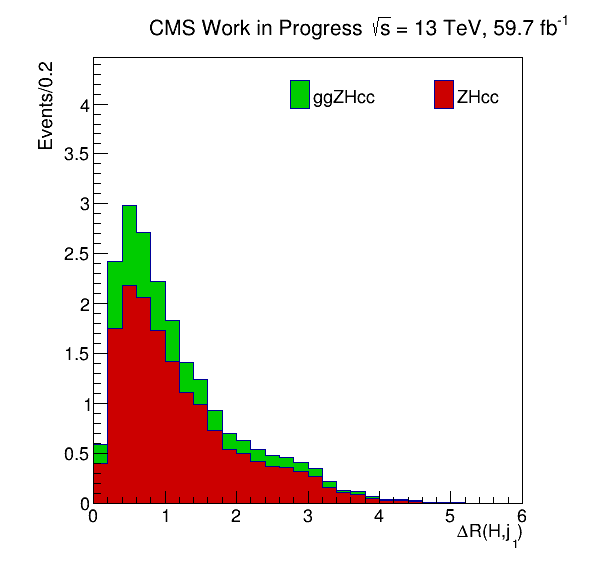 CMS Work in Progress √s = 13 TeV, 59.7 fb⁻¹
Events/0.2
ggZHcc ZHcc
4
3.5
3
2.5
2
1.5
1
0.5
0
0 1 2 3 4 5 6
ΔR(H,j₁)